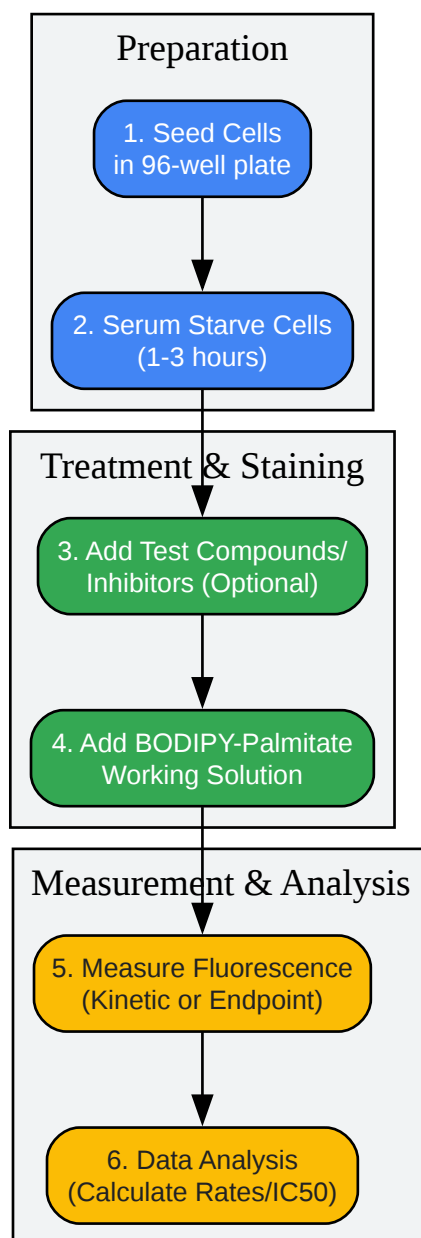 Preparation
1. Seed Cells
in 96-well plate
2. Serum Starve Cells
(1-3 hours)
Treatment & Staining
3. Add Test Compounds/
Inhibitors (Optional)
4. Add BODIPY-Palmitate
Working Solution
Measurement & Analysis
5. Measure Fluorescence
(Kinetic or Endpoint)
6. Data Analysis
(Calculate Rates/IC50)